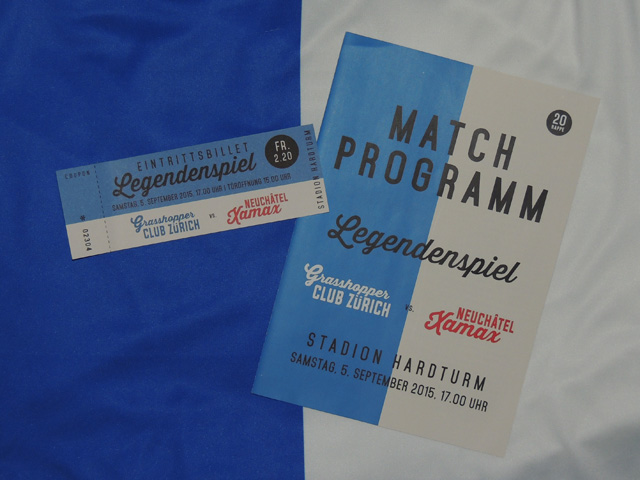 COUPON
02304
EINTRITTSBILLET
Legendenspiel
SAMSTAG, 5. SEPTEMBER 2015, 17.00 UHR | TÜRÖFFNUNG 15.00 UHR
FR.
2.20
Grasshopper
CLUB ZÜRICH
vs.
NEUCHÂTEL
Xamax
STADION HARDTURM
20
RAPPE
MATCH
PROGRAMM
Legendenspiel
Grasshopper
CLUB ZÜRICH
vs.
NEUCHÂTEL
Xamax
STADION HARDTURM
SAMSTAG, 5. SEPTEMBER 2015, 17.00 UHR